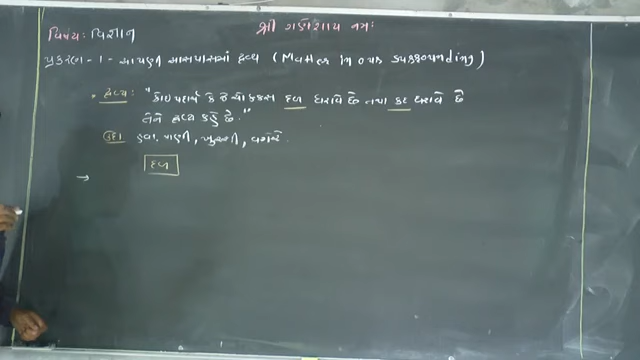 શ્રી ગણેશાય નમઃ
વિષય: વિજ્ઞાન
પ્રકરણ-1 - આપણી આસપાસમાં દ્રવ્ય (Matter in our surrounding)
• દ્રવ્ય: "કોઇ પદાર્થ કે જે ચોક્કસ દળ ધરાવે છે તથા કદ ધરાવે છે
તેને દ્રવ્ય કહે છે."
ઉદા. હવા, પાણી, ખુરશી, વગેરે.
→ દળ